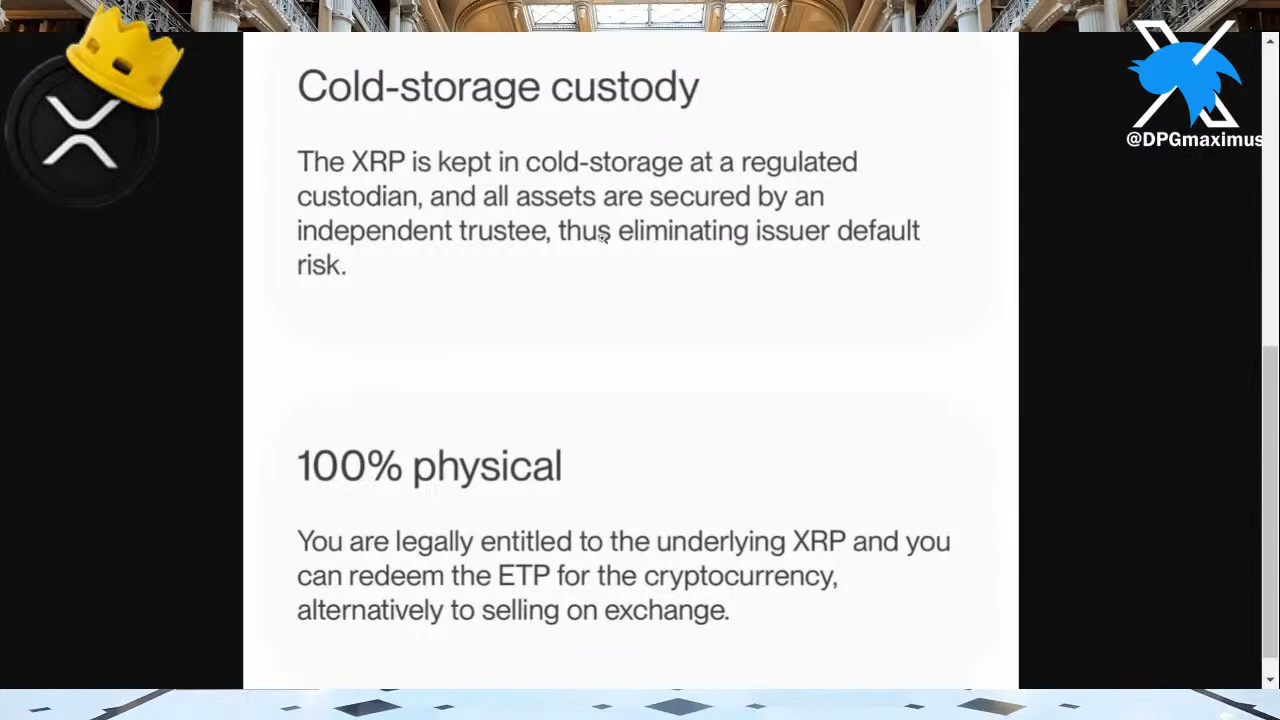 Cold-storage custody
@DPGmaximus
The XRP is kept in cold-storage at a regulated
custodian, and all assets are secured by an
independent trustee, thus eliminating issuer default
risk.
100% physical
You are legally entitled to the underlying XRP and you
can redeem the ETP for the cryptocurrency,
alternatively to selling on exchange.